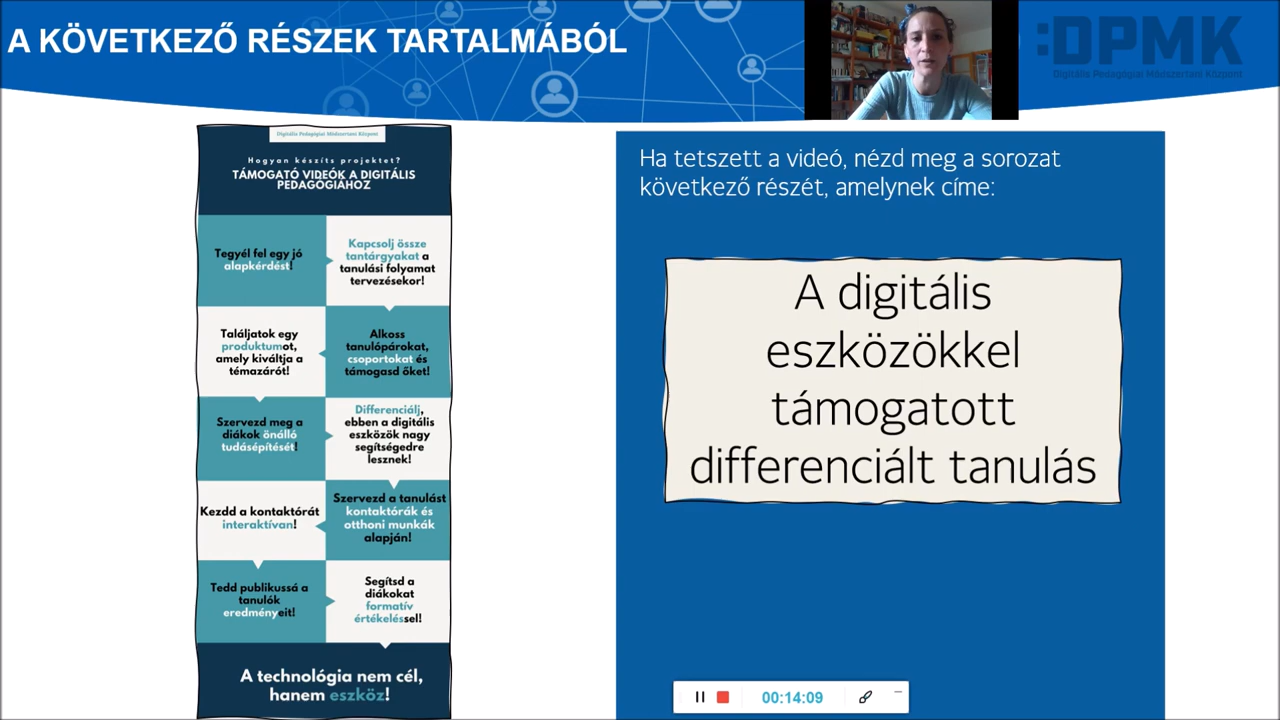 A KÖVETKEZŐ RÉSZEK TARTALMÁBÓL
:DPMK
Digitális Pedagógiai Módszertani Központ
Digitális Pedagógiai Módszertani Központ
Hogyan készíts projektet?
TÁMOGATÓ VIDEÓK A DIGITÁLIS
PEDAGÓGIÁHOZ
Tegyél fel egy jó
alapkérdést!
Kapcsolj össze
tantárgyakat a
tanulási folyamat
tervezésekor!
Találjatok egy
produktumot,
amely kiváltja a
témazárót!
Alkoss
tanulópárokat,
csoportokat és
támogasd őket!
Szervezd meg a
diákok önálló
tudásépítését!
Differenciálj,
ebben a digitális
eszközök nagy
segítségedre
lesznek!
Kezdd a kontaktórát
interaktívan!
Szervezd a tanulást
kontaktórák és
otthoni munkák
alapján!
Tedd publikussá a
tanulók
eredményeit!
Segítsd a
diákokat
formatív
értékeléssel!
A technológia nem cél,
hanem eszköz!
Ha tetszett a videó, nézd meg a sorozat
következő részét, amelynek címe:
A digitális
eszközökkel
támogatott
differenciált tanulás
00:14:09